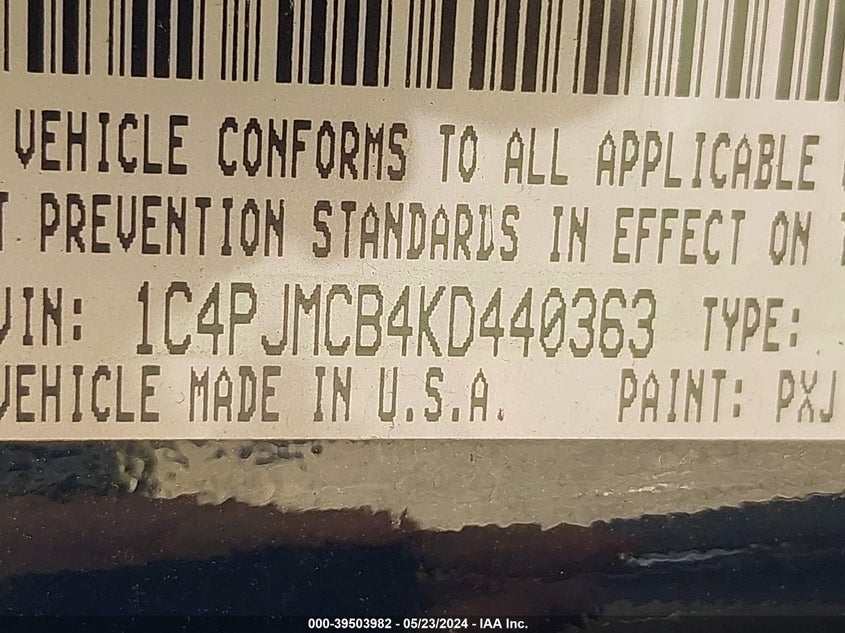 VEHICLE CONFORMS TO ALL APPLICABLE
PREVENTION STANDARDS IN EFFECT ON
VIN: 1C4PJMCB4KD440363 TYPE:
VEHICLE MADE IN U.S.A. PAINT: PXJ
000-39503982 - 05/23/2024 - IAA Inc.